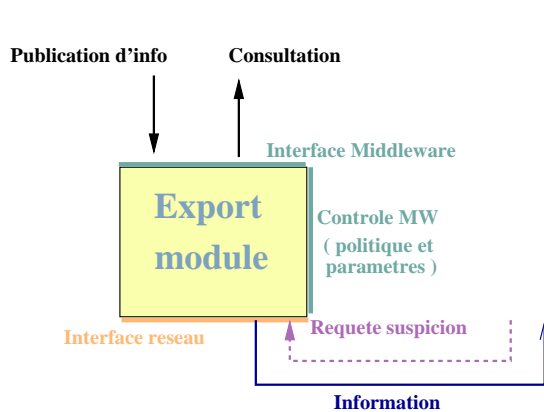 Publication d'info
Consultation
Interface Middleware
Export
module
Controle MW
( politique et
parametres )
Interface reseau
Requete suspicion
Information